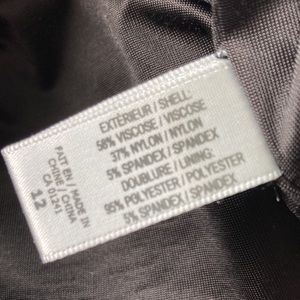 EXTÉRIEUR / SHELL:
58% VISCOSE / VISCOSE
37% NYLON / NYLON
5% SPANDEX / SPANDEX
DOUBLURE / LINING:
95% POLYESTER / POLYESTER
5% SPANDEX / SPANDEX
FAIT EN / MADE IN
CHINE / CHINA
CA 01241
12